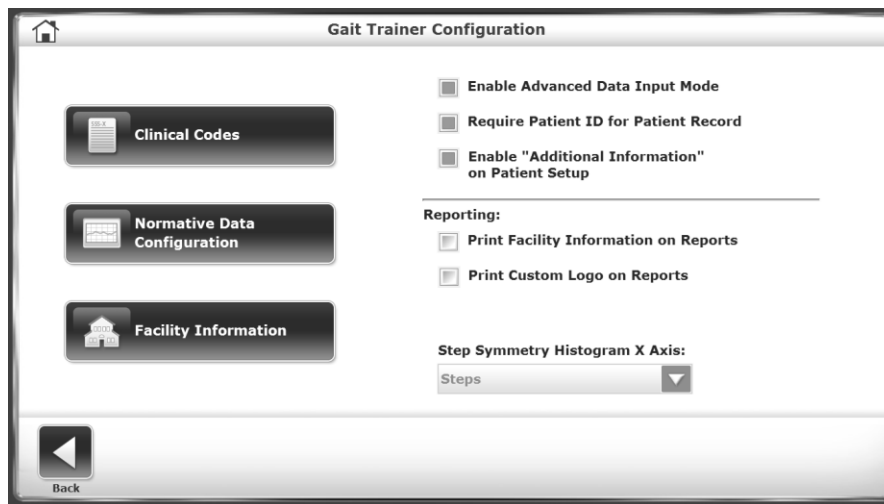 Gait Trainer Configuration
Clinical Codes
Normative Data
Configuration
Facility Information
Enable Advanced Data Input Mode
Require Patient ID for Patient Record
Enable "Additional Information"
on Patient Setup
Reporting:
Print Facility Information on Reports
Print Custom Logo on Reports
Step Symmetry Histogram X Axis:
Steps
Back